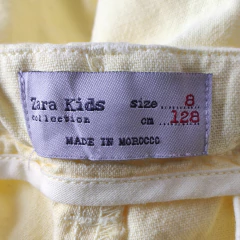 Zara Kids size 8
collection cm 128
MADE IN MOROCCO